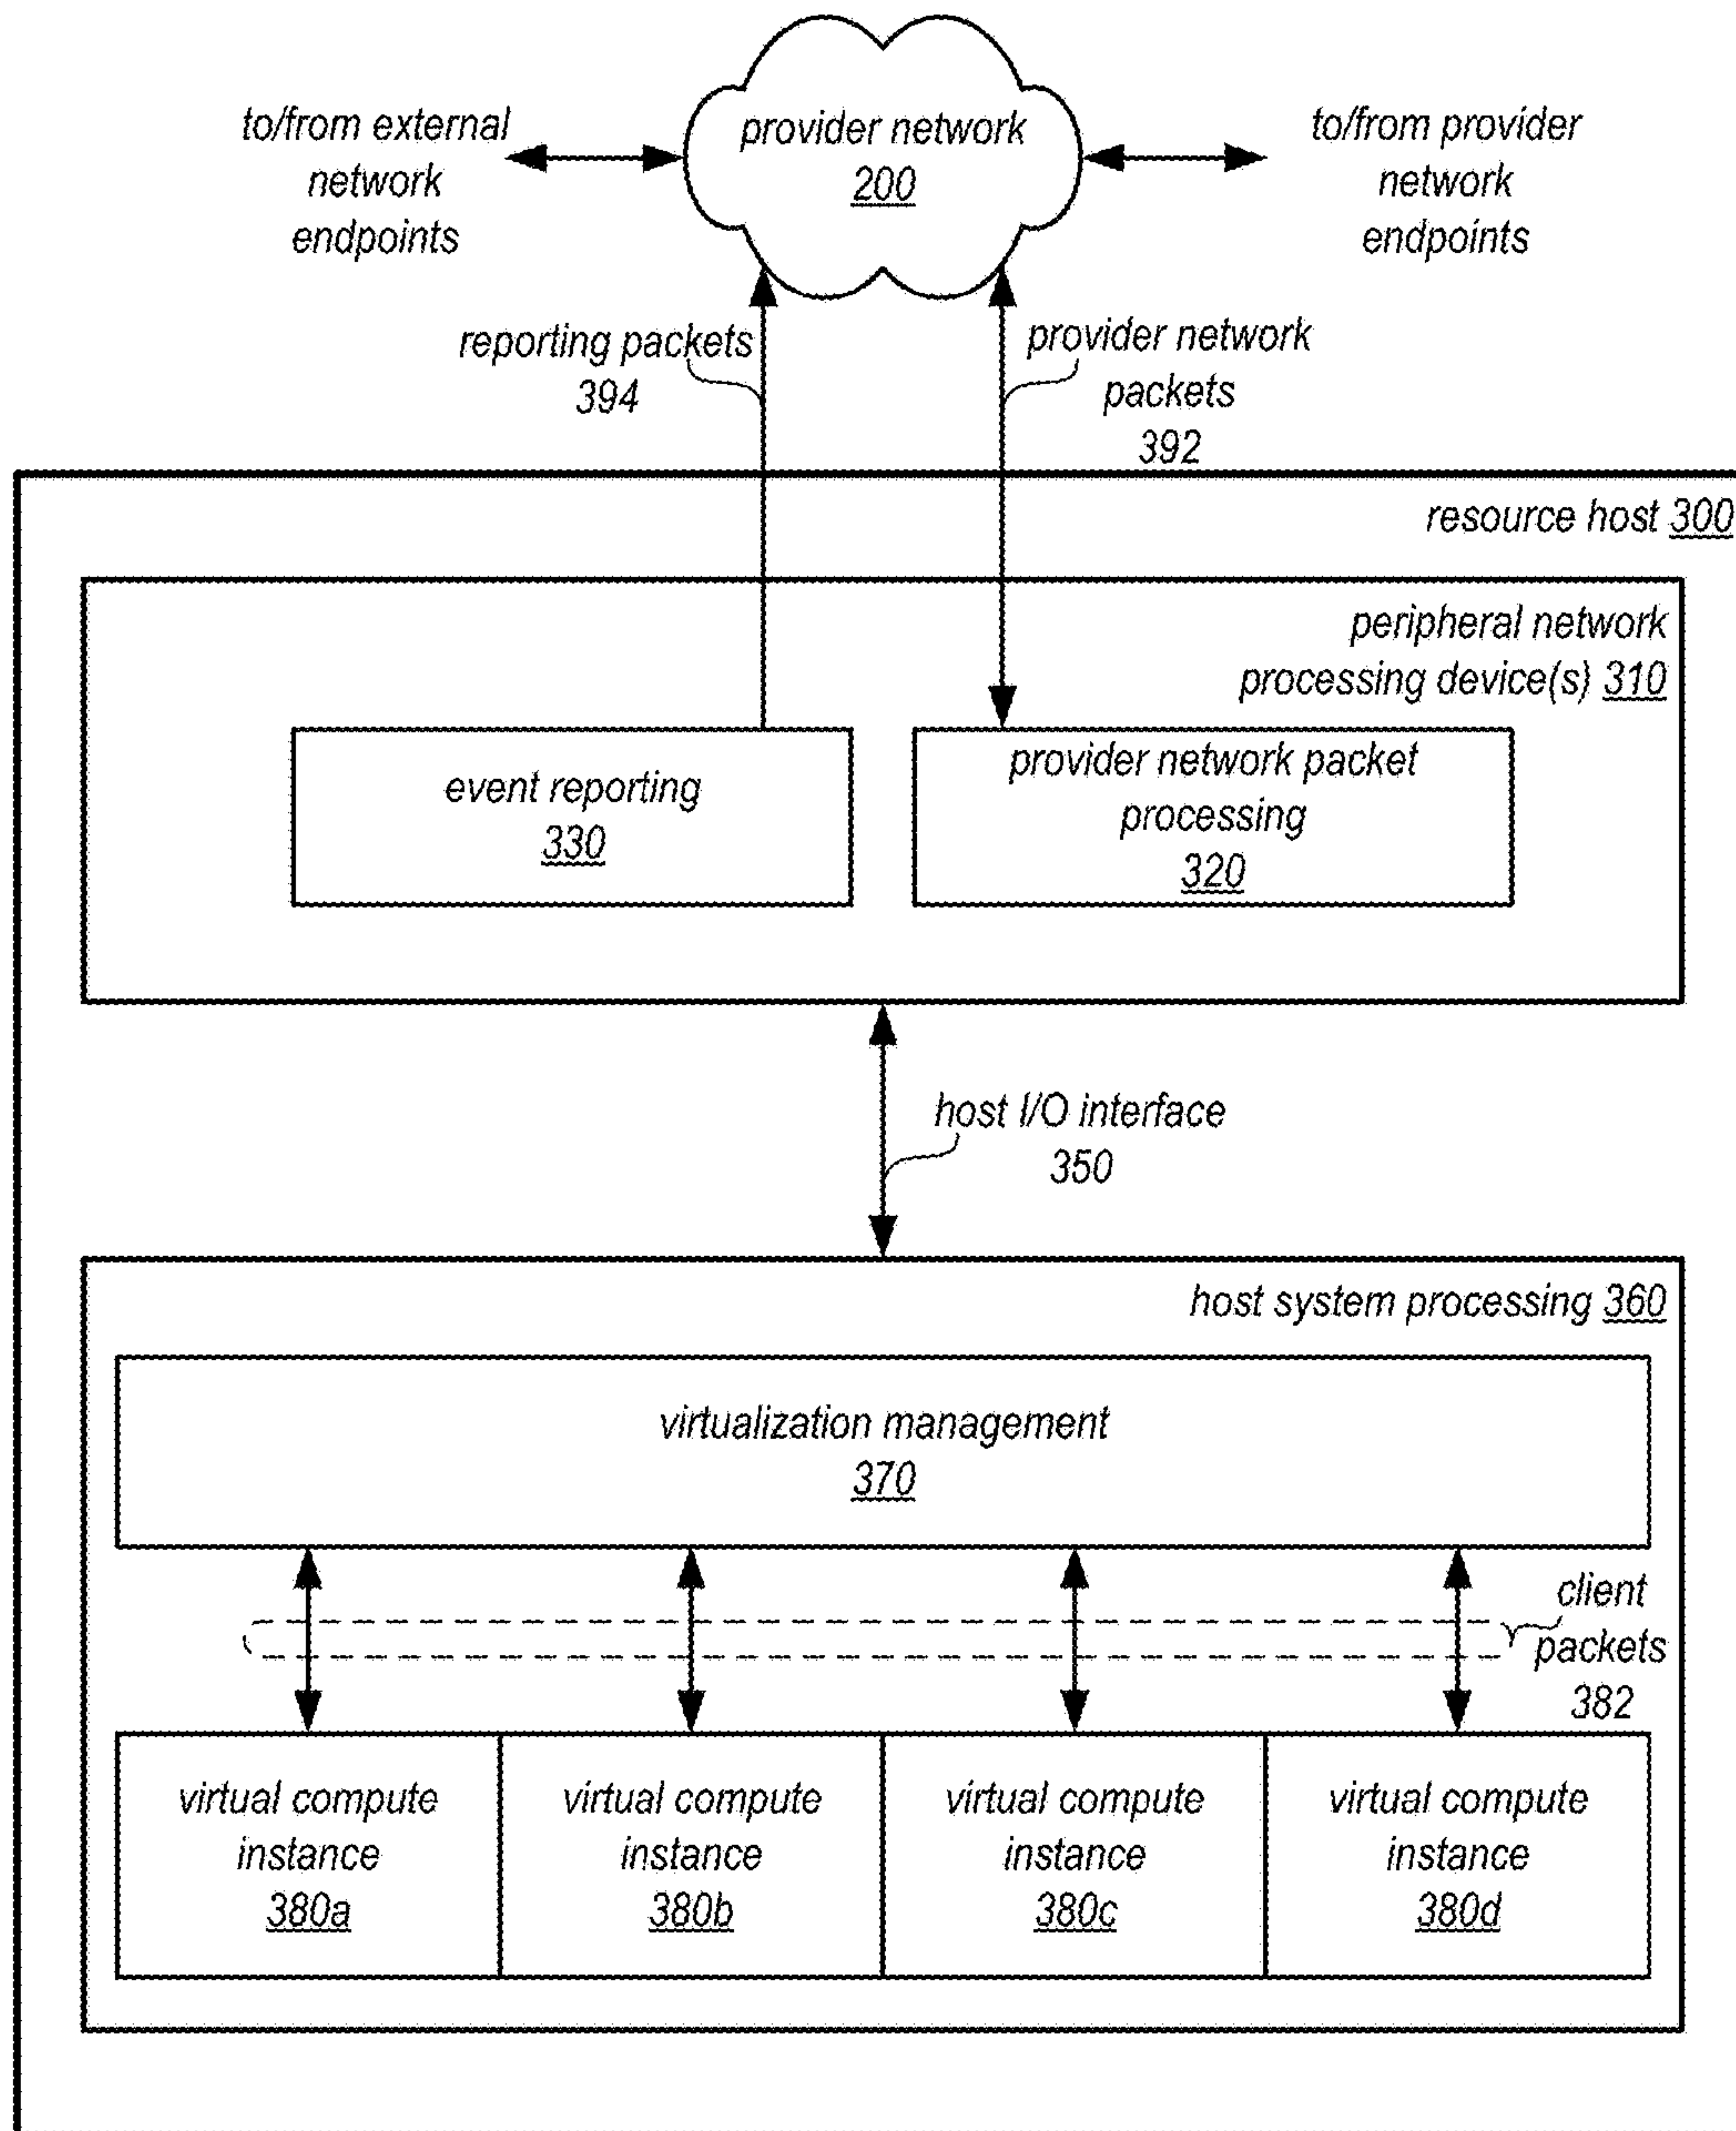 to/from external
network
endpoints
provider network
200
to/from provider
network
endpoints
reporting packets
394
provider network
packets
392
resource host 300
peripheral network
processing device(s) 310
event reporting
330
provider network packet
processing
320
host I/O interface
350
host system processing 360
virtualization management
370
client
packets
382
virtual compute
instance
380a
virtual compute
instance
380b
virtual compute
instance
380c
virtual compute
instance
380d